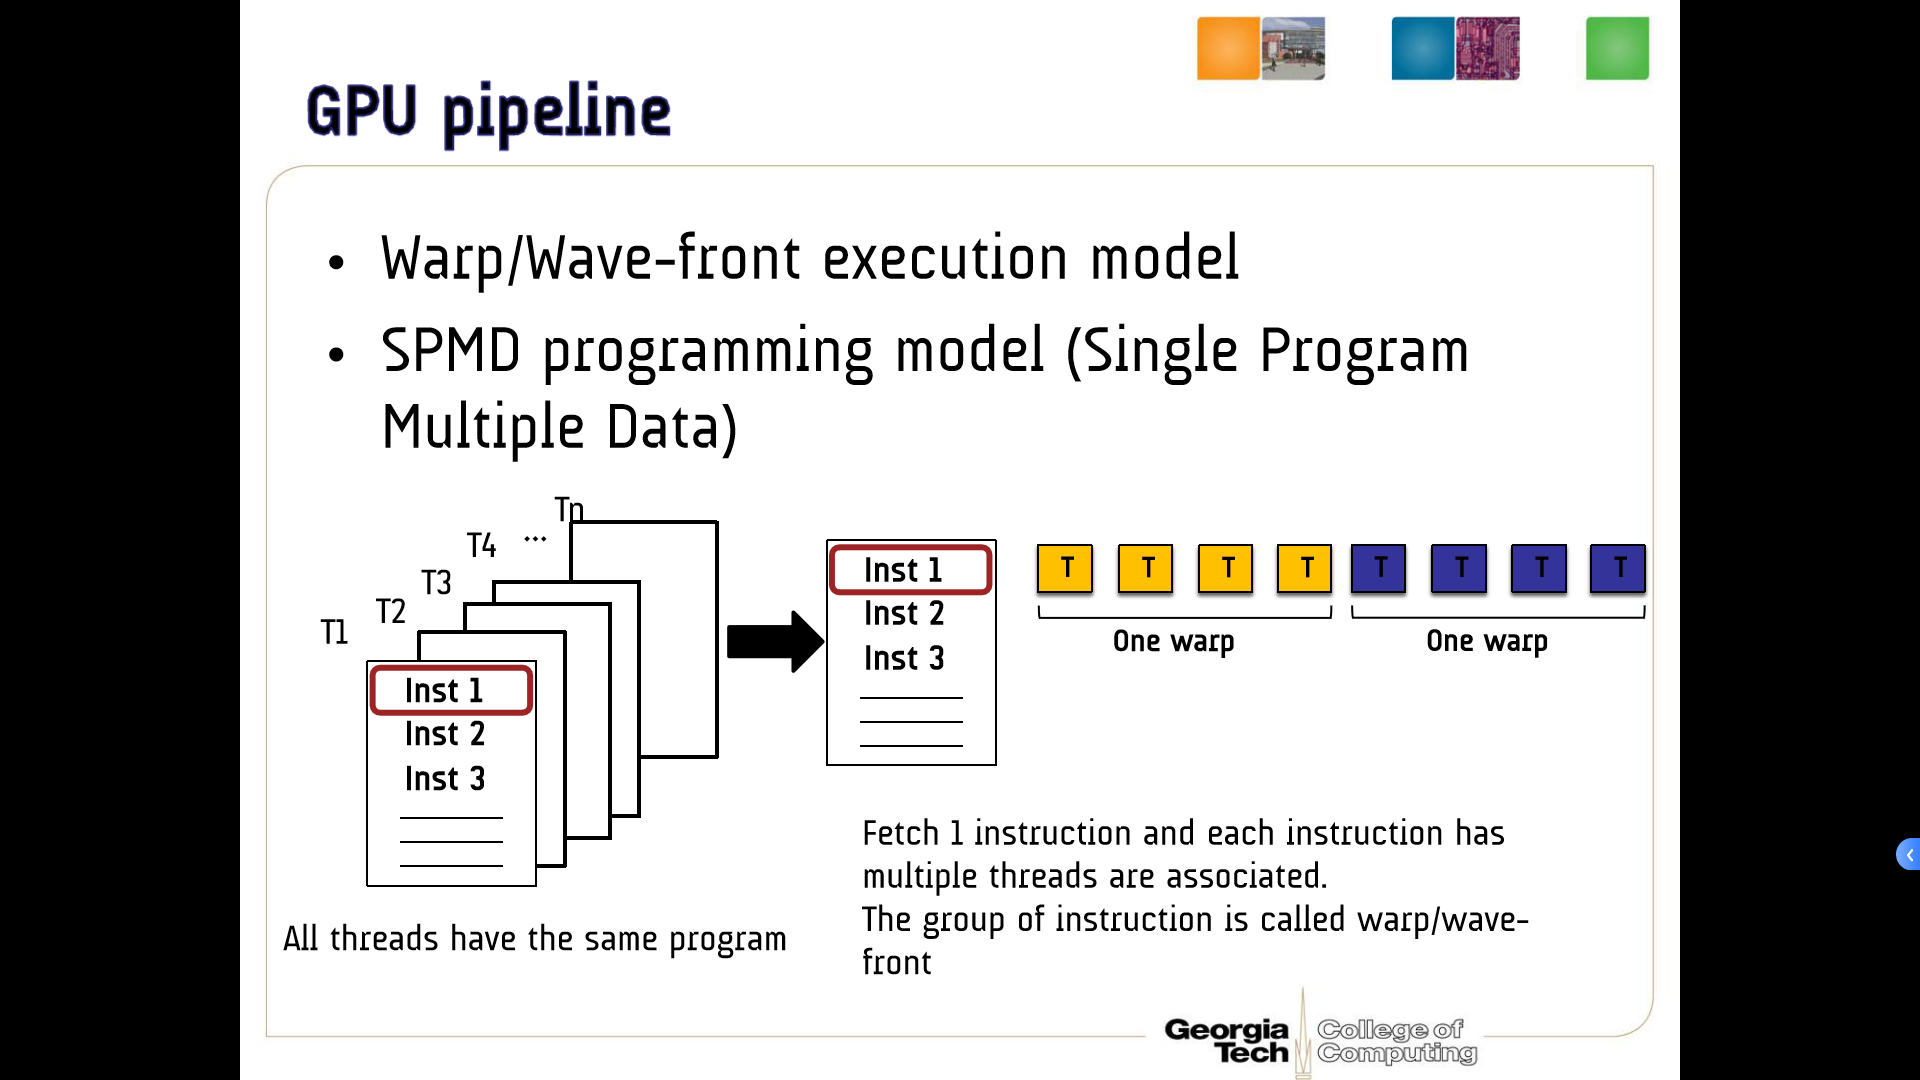 GPU pipeline
• Warp/Wave-front execution model
• SPMD programming model (Single Program
Multiple Data)
Tn
...
T4
T3
T2
T1
Inst 1
Inst 2
Inst 3
All threads have the same program
Inst 1
Inst 2
Inst 3
T T T T T T T T
One warp One warp
Fetch 1 instruction and each instruction has
multiple threads are associated.
The group of instruction is called warp/wave-
front
Georgia
Tech
College of
Computing